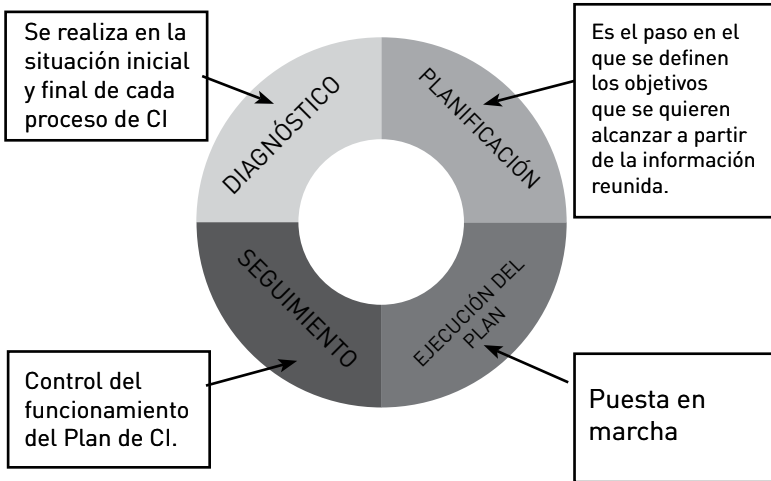 Se realiza en la
situación inicial
y final de cada
proceso de CI
DIAGNÓSTICO
PLANIFICACIÓN
Es el paso en el
que se definen
los objetivos
que se quieren
alcanzar a partir
de la información
reunida.
SEGUIMIENTO
EJECUCIÓN DEL
PLAN
Control del
funcionamiento
del Plan de CI.
Puesta en
marcha